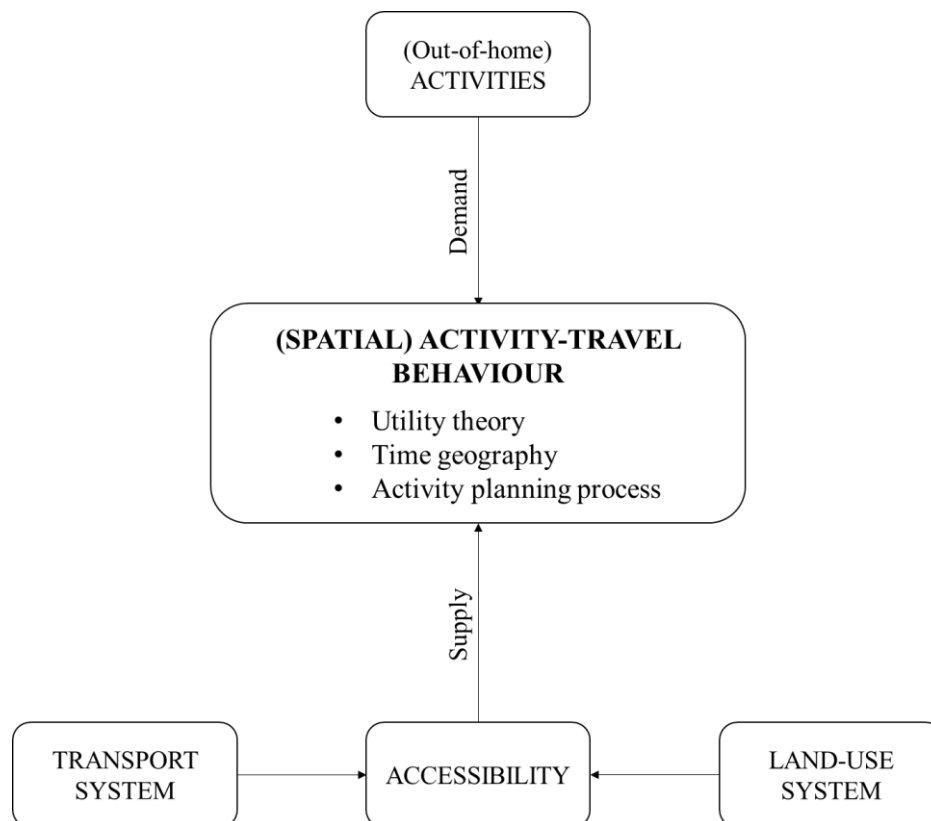 (Out-of-home)
ACTIVITIES
Demand
(SPATIAL) ACTIVITY-TRAVEL
BEHAVIOUR
• Utility theory
• Time geography
• Activity planning process
Supply
TRANSPORT
SYSTEM
ACCESSIBILITY
LAND-USE
SYSTEM